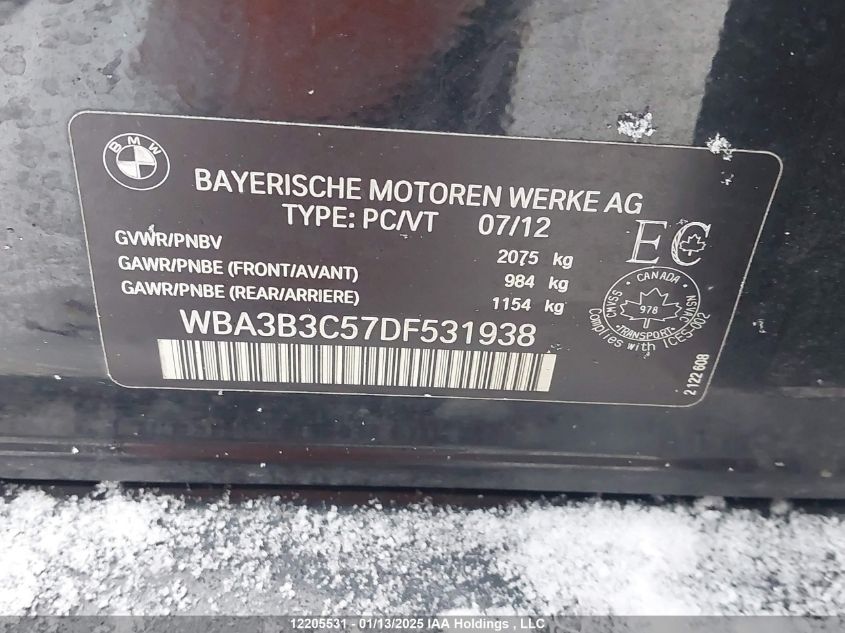 BMW
BAYERISCHE MOTOREN WERKE AG
TYPE: PC/VT 07/12
GVWR/PNBV 2075 kg
GAWR/PNBE (FRONT/AVANT) 984 kg
GAWR/PNBE (REAR/ARRIERE) 1154 kg
EC
CANADA
CMVSS NSVAC
978
TRANSPORT
Complies with ICES-002
WBA3B3C57DF531938
2 122 608
12205531 - 01/13/2025 IAA Holdings , LLC